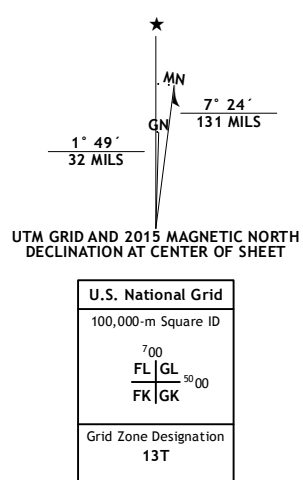 ★
MN
GN
7° 24´
131 MILS
1° 49´
32 MILS
UTM GRID AND 2015 MAGNETIC NORTH
DECLINATION AT CENTER OF SHEET
U.S. National Grid
100,000-m Square ID
⁷00
FL GL
⁵⁰00
FK GK
Grid Zone Designation
13T